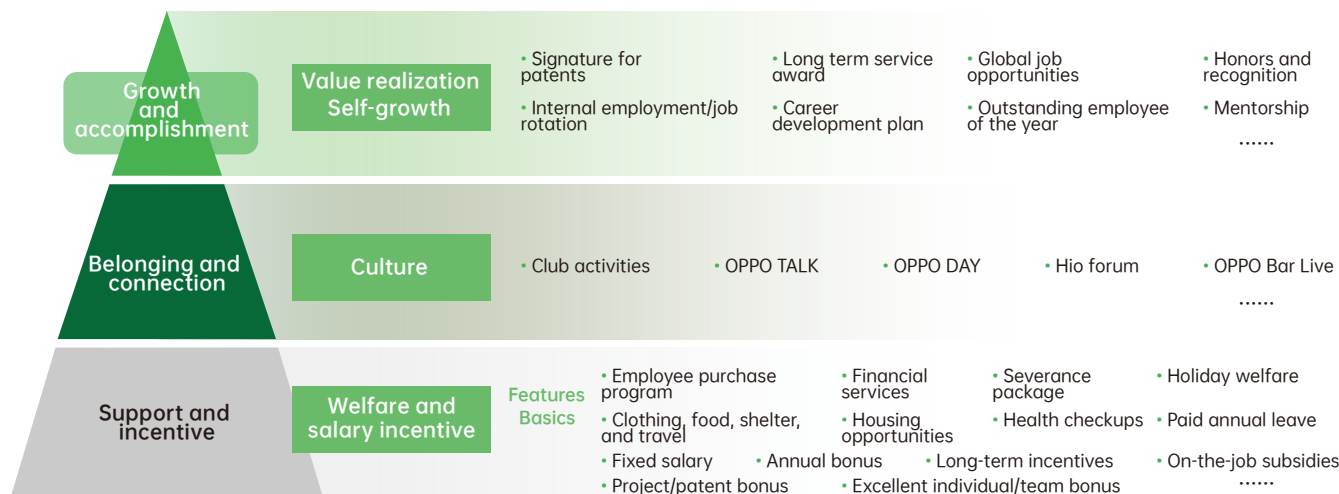 Growth
and
accomplishment
Value realization
Self-growth
• Signature for
patents
• Long term service
award
• Global job
opportunities
• Honors and
recognition
• Internal employment/job
rotation
• Career
development plan
• Outstanding employee
of the year
• Mentorship
......
Belonging and
connection
Culture
• Club activities
• OPPO TALK
• OPPO DAY
• Hio forum
• OPPO Bar Live
......
Support and
incentive
Welfare and
salary incentive
Features
Basics
• Employee purchase
program
• Financial
services
• Severance
package
• Holiday welfare
• Clothing, food, shelter,
and travel
• Housing
opportunities
• Health checkups
• Paid annual leave
• Fixed salary
• Annual bonus
• Long-term incentives
• On-the-job subsidies
• Project/patent bonus
• Excellent individual/team bonus
......